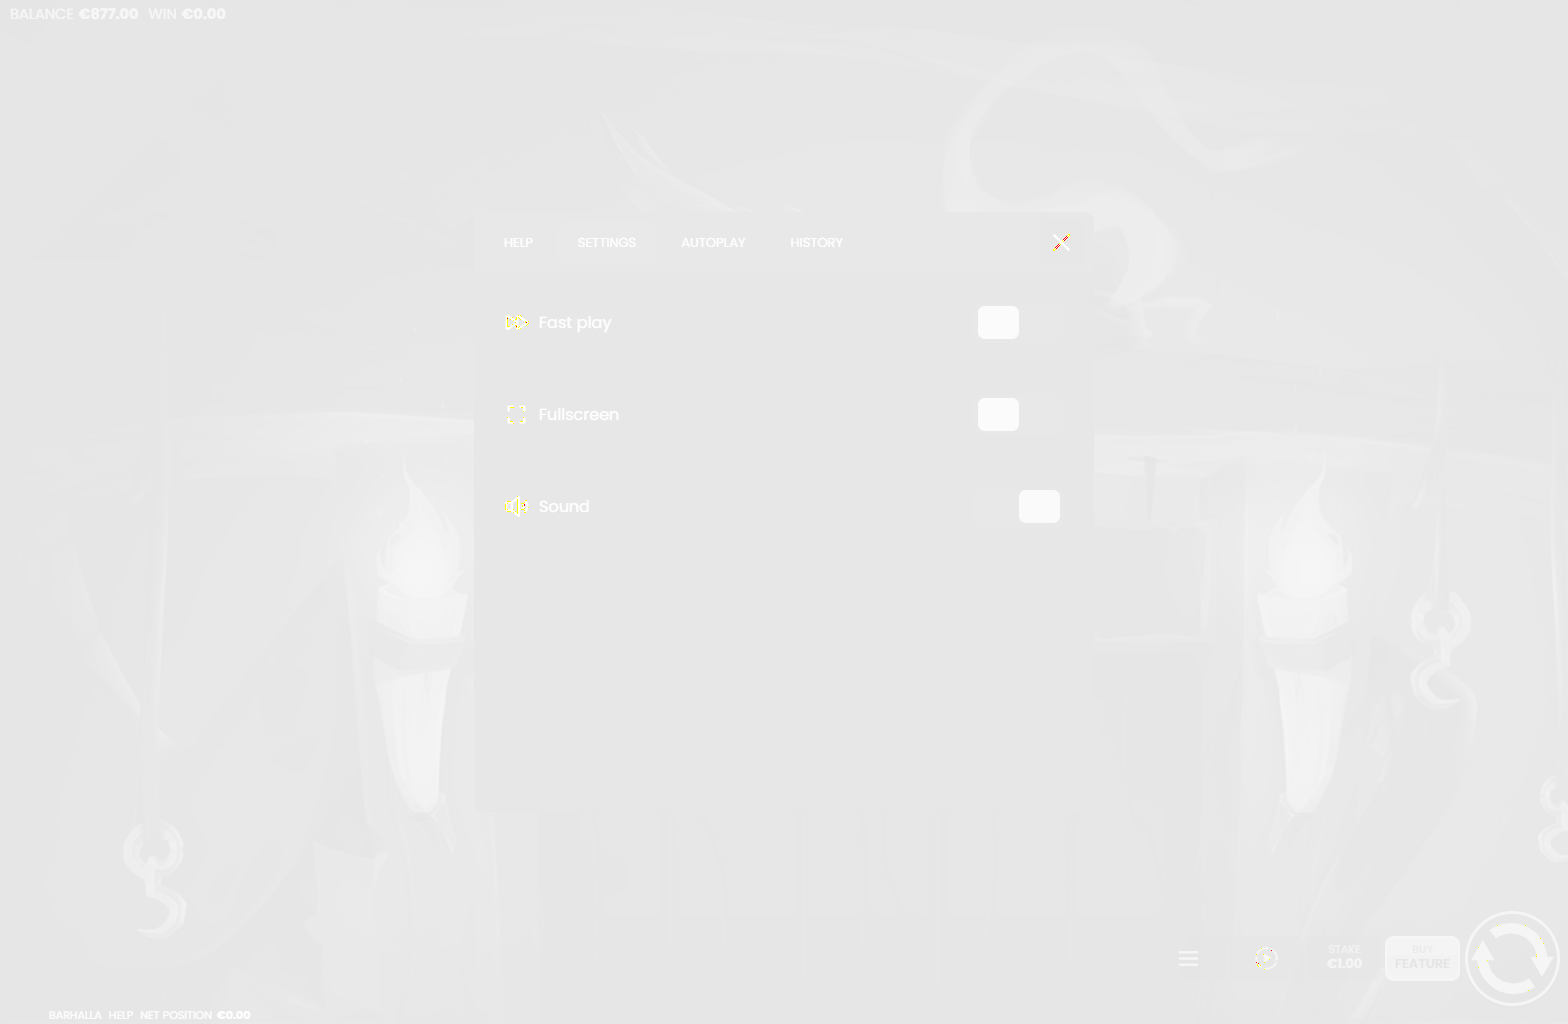 BALANCE €877.00 WIN €0.00
HELP SETTINGS AUTOPLAY HISTORY
Fast play
Fullscreen
Sound
STAKE
€1.00
BUY
FEATURE
BARHALLA HELP NET POSITION €0.00